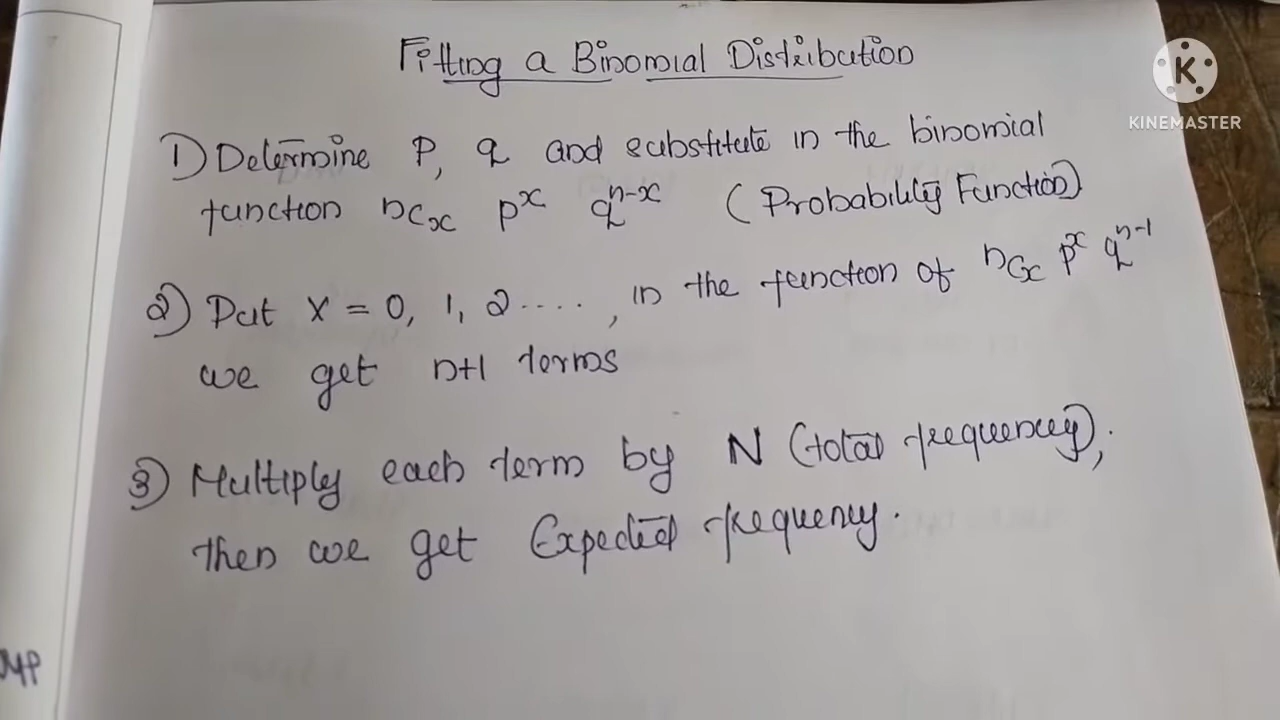 Fitting a Binomial Distribution
K
KINEMASTER
1) Determine P, q and substitute in the binomial
function nCx p^x q^n-x (Probability Function)
2) Put x = 0, 1, 2 ...., in the function of nCx p^x q^n-1
we get n+1 terms
3) Multiply each term by N (total frequency),
then we get Expected frequency.